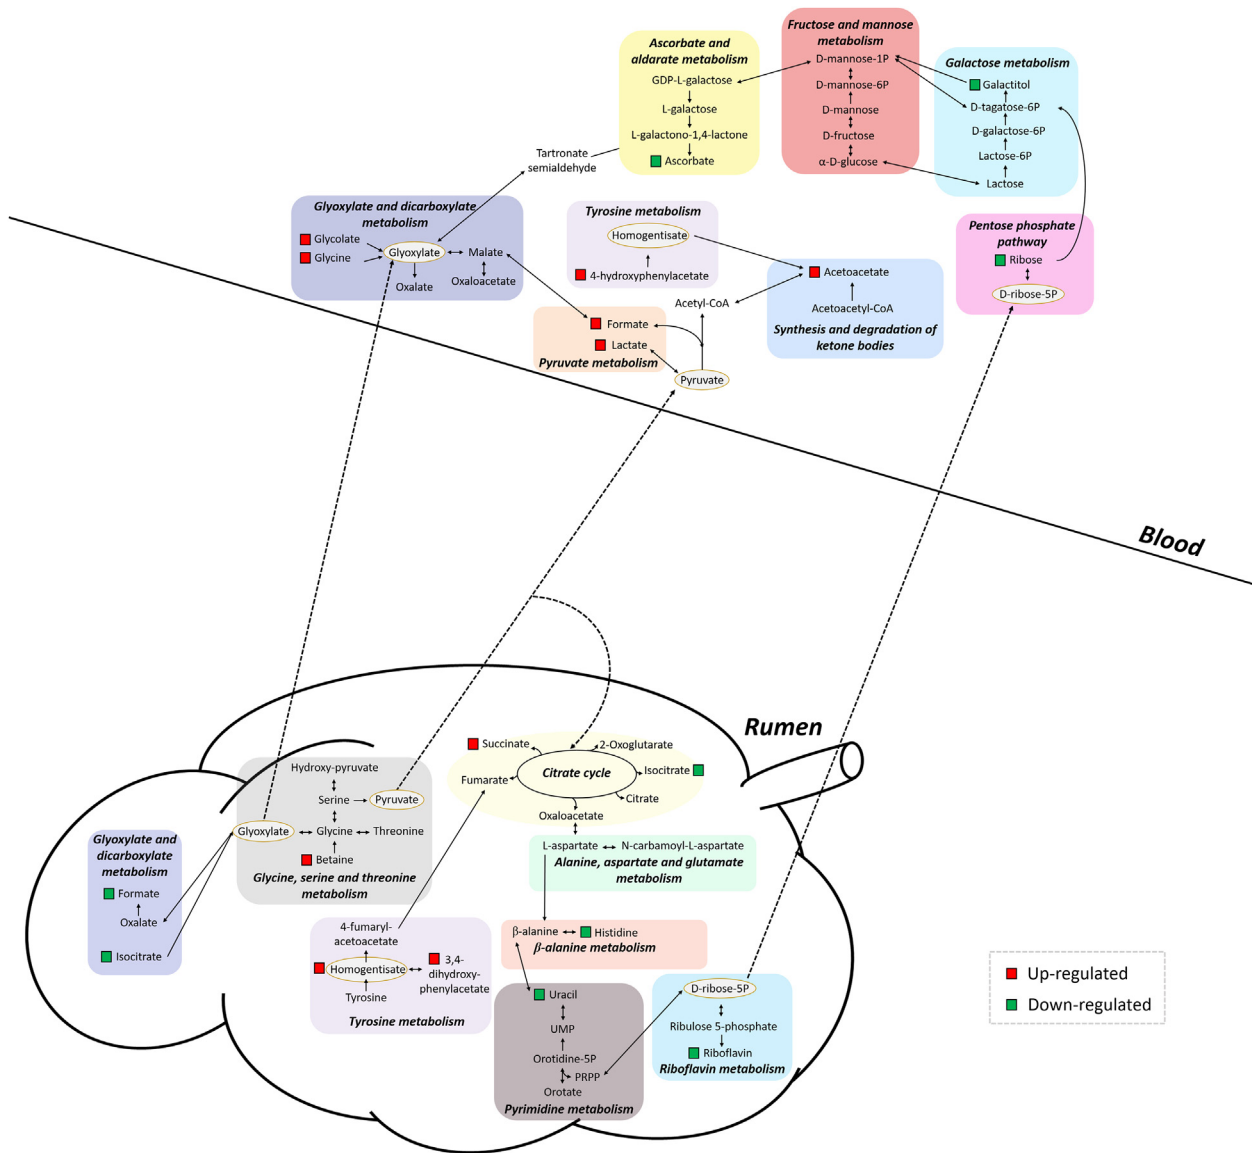 Ascorbate and
aldarate metabolism
GDP-L-galactose
L-galactose
L-galactono-1,4-lactone
Ascorbate
Fructose and mannose
metabolism
D-mannose-1P
D-mannose-6P
D-mannose
D-fructose
α-D-glucose
Galactose metabolism
Galactitol
D-tagatose-6P
D-galactose-6P
Lactose-6P
Lactose
Tartronate
semialdehyde
Glyoxylate and dicarboxylate
metabolism
Glycolate
Glycine
Glyoxylate
Malate
Oxalate
Oxaloacetate
Tyrosine metabolism
Homogentisate
4-hydroxyphenylacetate
Pentose phosphate
pathway
Ribose
D-ribose-5P
Acetoacetate
Acetoacetyl-CoA
Synthesis and degradation of
ketone bodies
Acetyl-CoA
Formate
Lactate
Pyruvate metabolism
Pyruvate
Blood
Rumen
Succinate
2-Oxoglutarate
Fumarate
Citrate cycle
Isocitrate
Citrate
Oxaloacetate
Hydroxy-pyruvate
Serine
Pyruvate
Glyoxylate
Glycine
Threonine
Betaine
Glycine, serine and threonine
metabolism
Glyoxylate and
dicarboxylate
metabolism
Formate
Oxalate
Isocitrate
L-aspartate
N-carbamoyl-L-aspartate
Alanine, aspartate and glutamate
metabolism
4-fumaryl-
acetoacetate
Homogentisate
3,4-
dihydroxy-
phenylacetate
Tyrosine
Tyrosine metabolism
β-alanine
Histidine
β-alanine metabolism
Uracil
UMP
Orotidine-5P
PRPP
Orotate
Pyrimidine metabolism
D-ribose-5P
Ribulose 5-phosphate
Riboflavin
Riboflavin metabolism
Up-regulated
Down-regulated